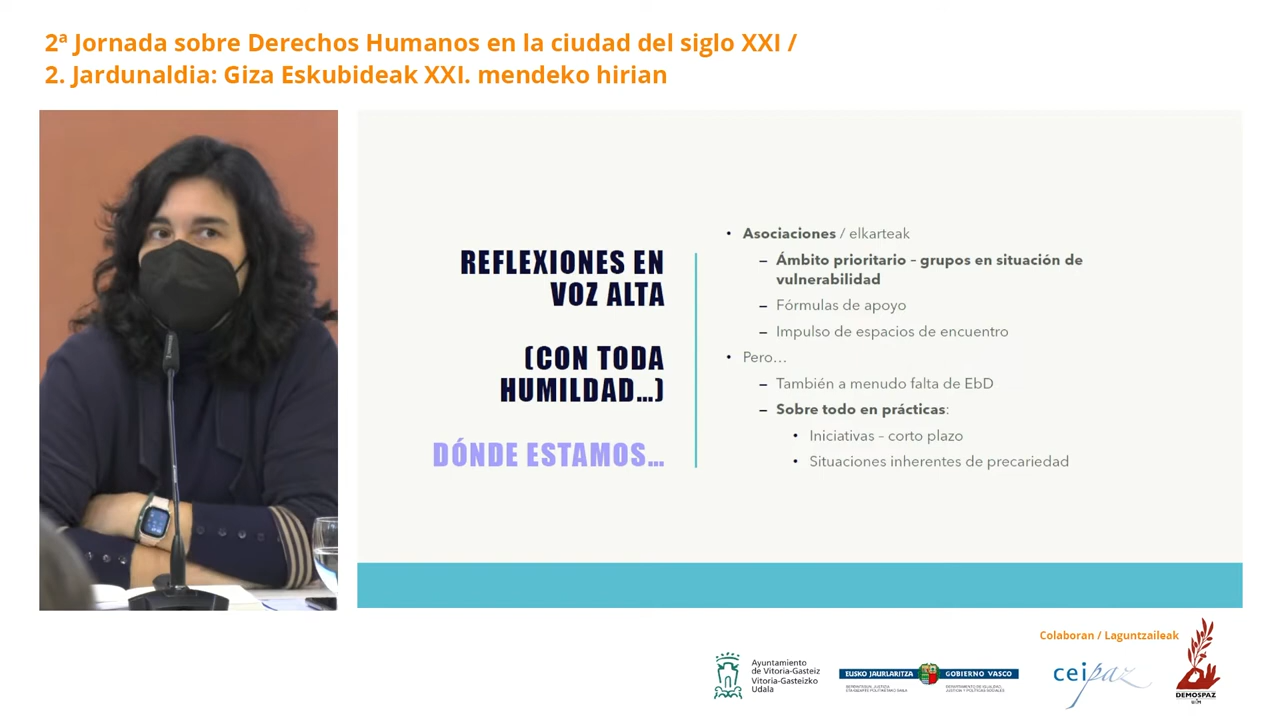 2ª Jornada sobre Derechos Humanos en la ciudad del siglo XXI /
2. Jardunaldia: Giza Eskubideak XXI. mendeko hirian
REFLEXIONES EN
VOZ ALTA
(CON TODA
HUMILDAD...)
DÓNDE ESTAMOS...
• Asociaciones / elkarteak
– Ámbito prioritario – grupos en situación de
vulnerabilidad
– Fórmulas de apoyo
– Impulso de espacios de encuentro
• Pero...
– También a menudo falta de EbD
– Sobre todo en prácticas:
• Iniciativas – corto plazo
• Situaciones inherentes de precariedad
Colaboran / Laguntzaileak
Ayuntamiento
de Vitoria-Gasteiz
Vitoria-Gasteizko
Udala
EUSKO JAURLARITZA
GOBIERNO VASCO
ceipaz
DEMOSPAZ